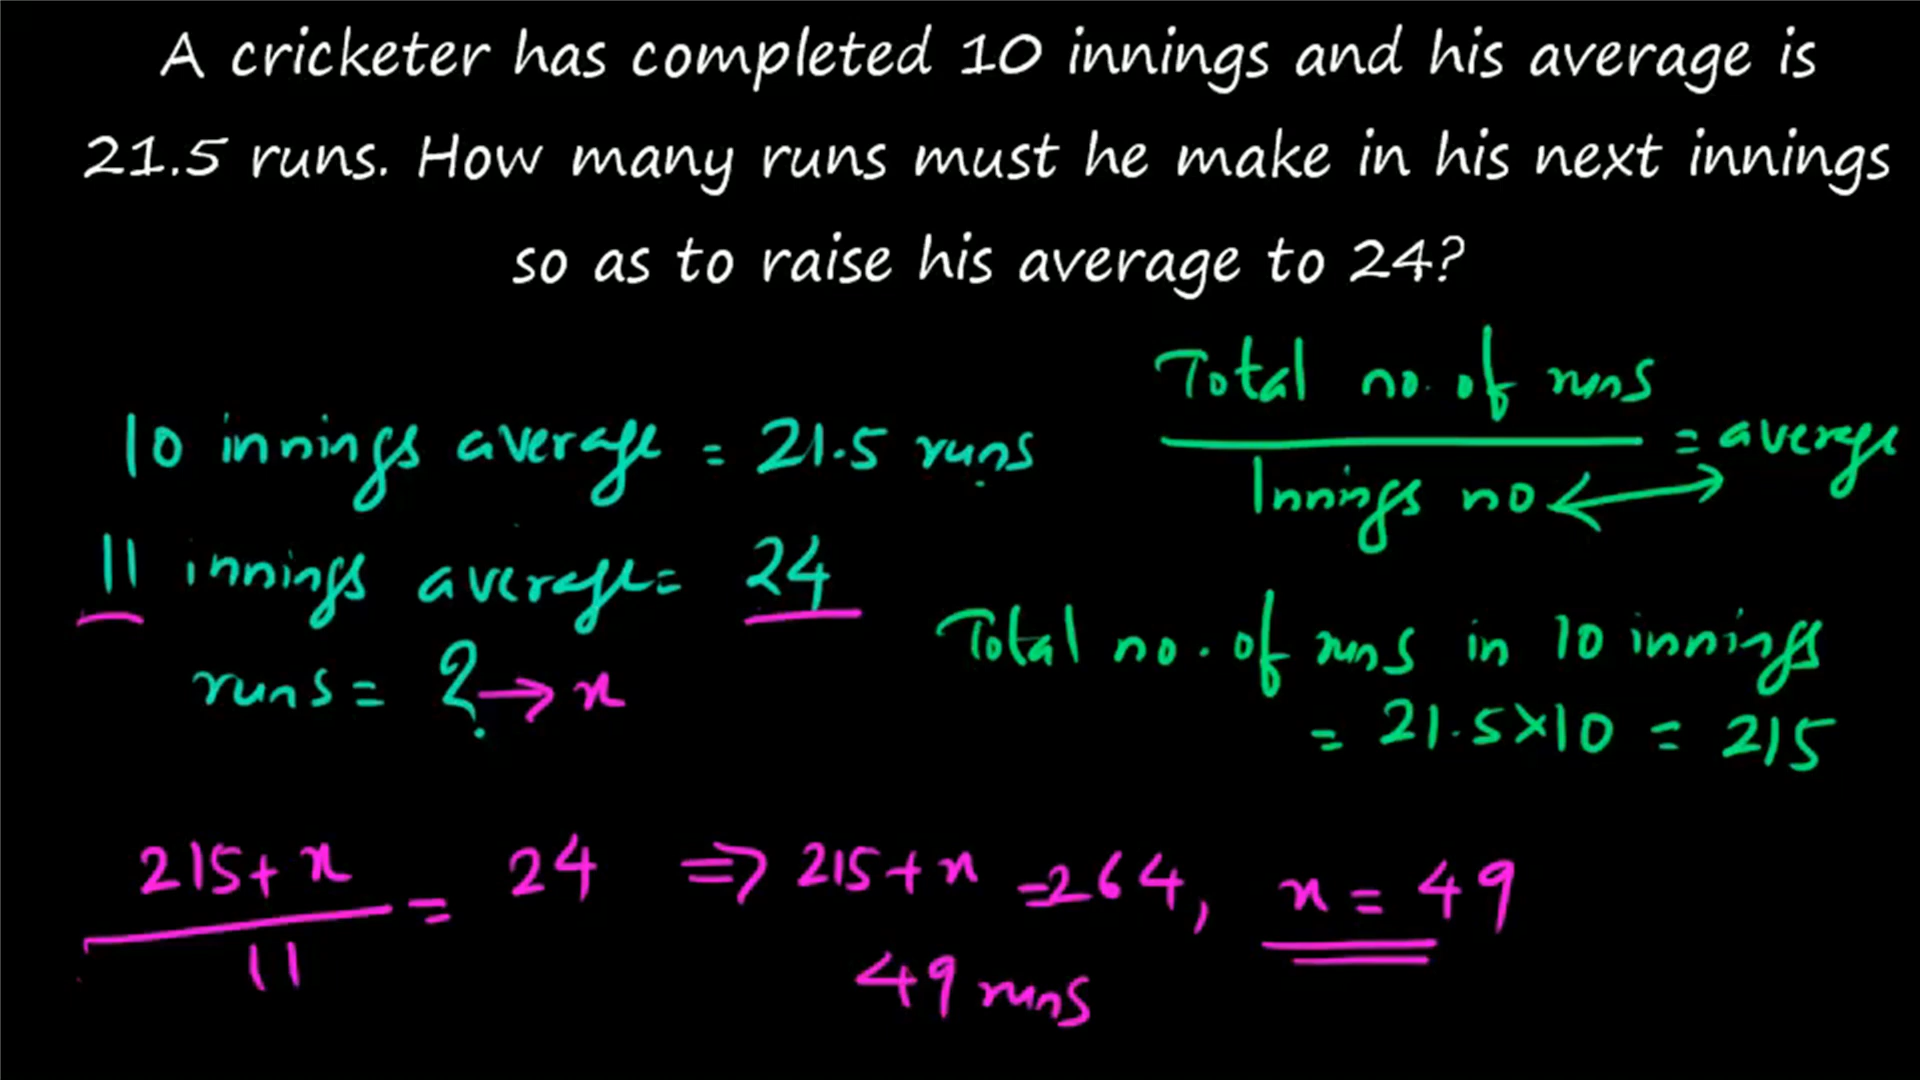 A cricketer has completed 10 innings and his average is
21.5 runs. How many runs must he make in his next innings
so as to raise his average to 24?
10 innings average = 21.5 runs
11 innings average = 24
runs = ? → x
Total no. of runs
Innings no
= average
Total no. of runs in 10 innings
= 21.5 × 10 = 215
215 + x
11
= 24 ⇒ 215 + x = 264, x = 49
49 runs